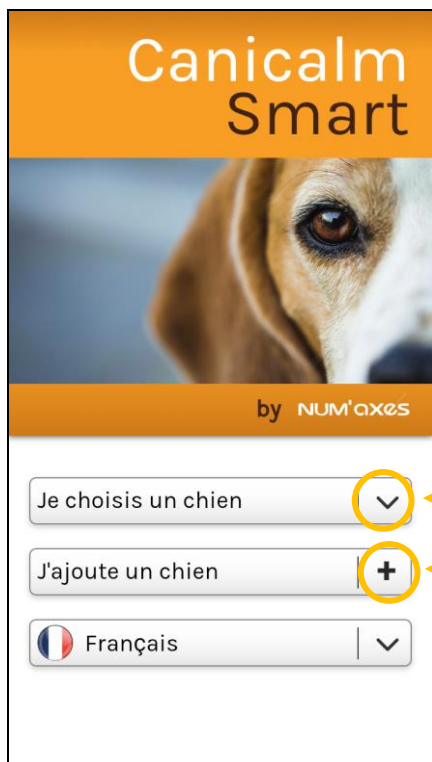 Canicalm
Smart
by NUM'axes
Je choisis un chien
J'ajoute un chien
Français